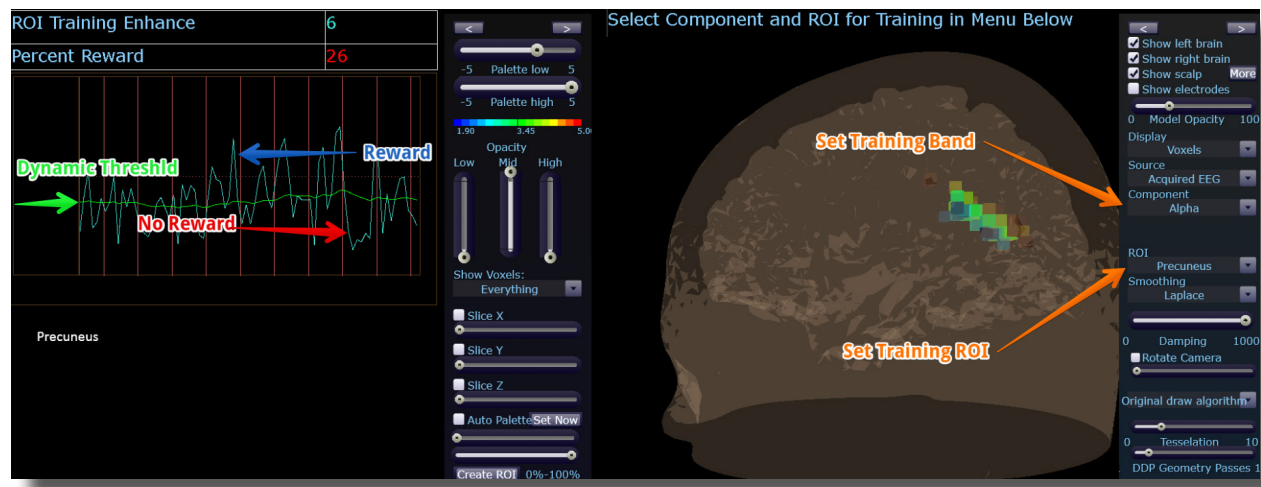 ROI Training Enhance 6
Percent Reward 26
Dynamic Threshld
Reward
No Reward
Precuneus
< >
-5 Palette low 5
-5 Palette high 5
1.90 3.45 5.0
Opacity
Low Mid High
Show Voxels:
Everything
Slice X
Slice Y
Slice Z
Auto Palette Set Now
Create ROI 0%-100%
Select Component and ROI for Training in Menu Below
Set Training Band
Set Training ROI
< >
Show left brain
Show right brain
Show scalp More
Show electrodes
0 Model Opacity 100
Display
Voxels
Source
Acquired EEG
Component
Alpha
ROI
Precuneus
Smoothing
Laplace
0 Damping 1000
Rotate Camera
Original draw algorithm
0 Tesselation 10
DDP Geometry Passes 1